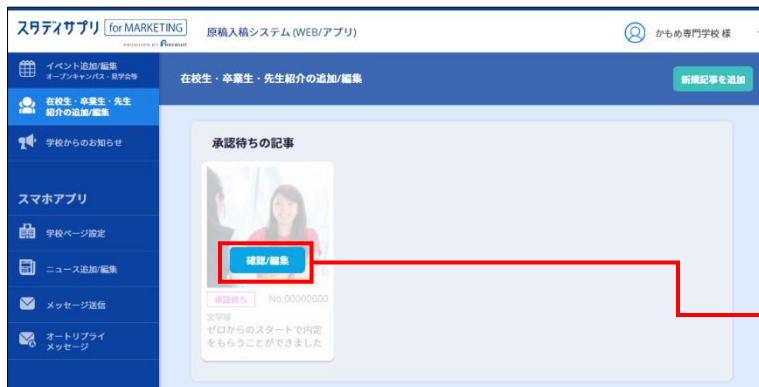 スタディサプリ for MARKETING
PRODUCED BY RECRUIT
原稿入稿システム (WEB/アプリ)
かもめ専門学校 様
イベント追加/編集
オープンキャンパス・見学会等
在校生・卒業生・先生
紹介の追加/編集
学校からのお知らせ
スマホアプリ
学校ページ設定
ニュース追加/編集
メッセージ送信
オートリプライ
メッセージ
在校生・卒業生・先生紹介の追加/編集
新規記事を追加
承認待ちの記事
確認/編集
承認待ち No.00000000
文学部
ゼロからのスタートで内定
をもらうことができました